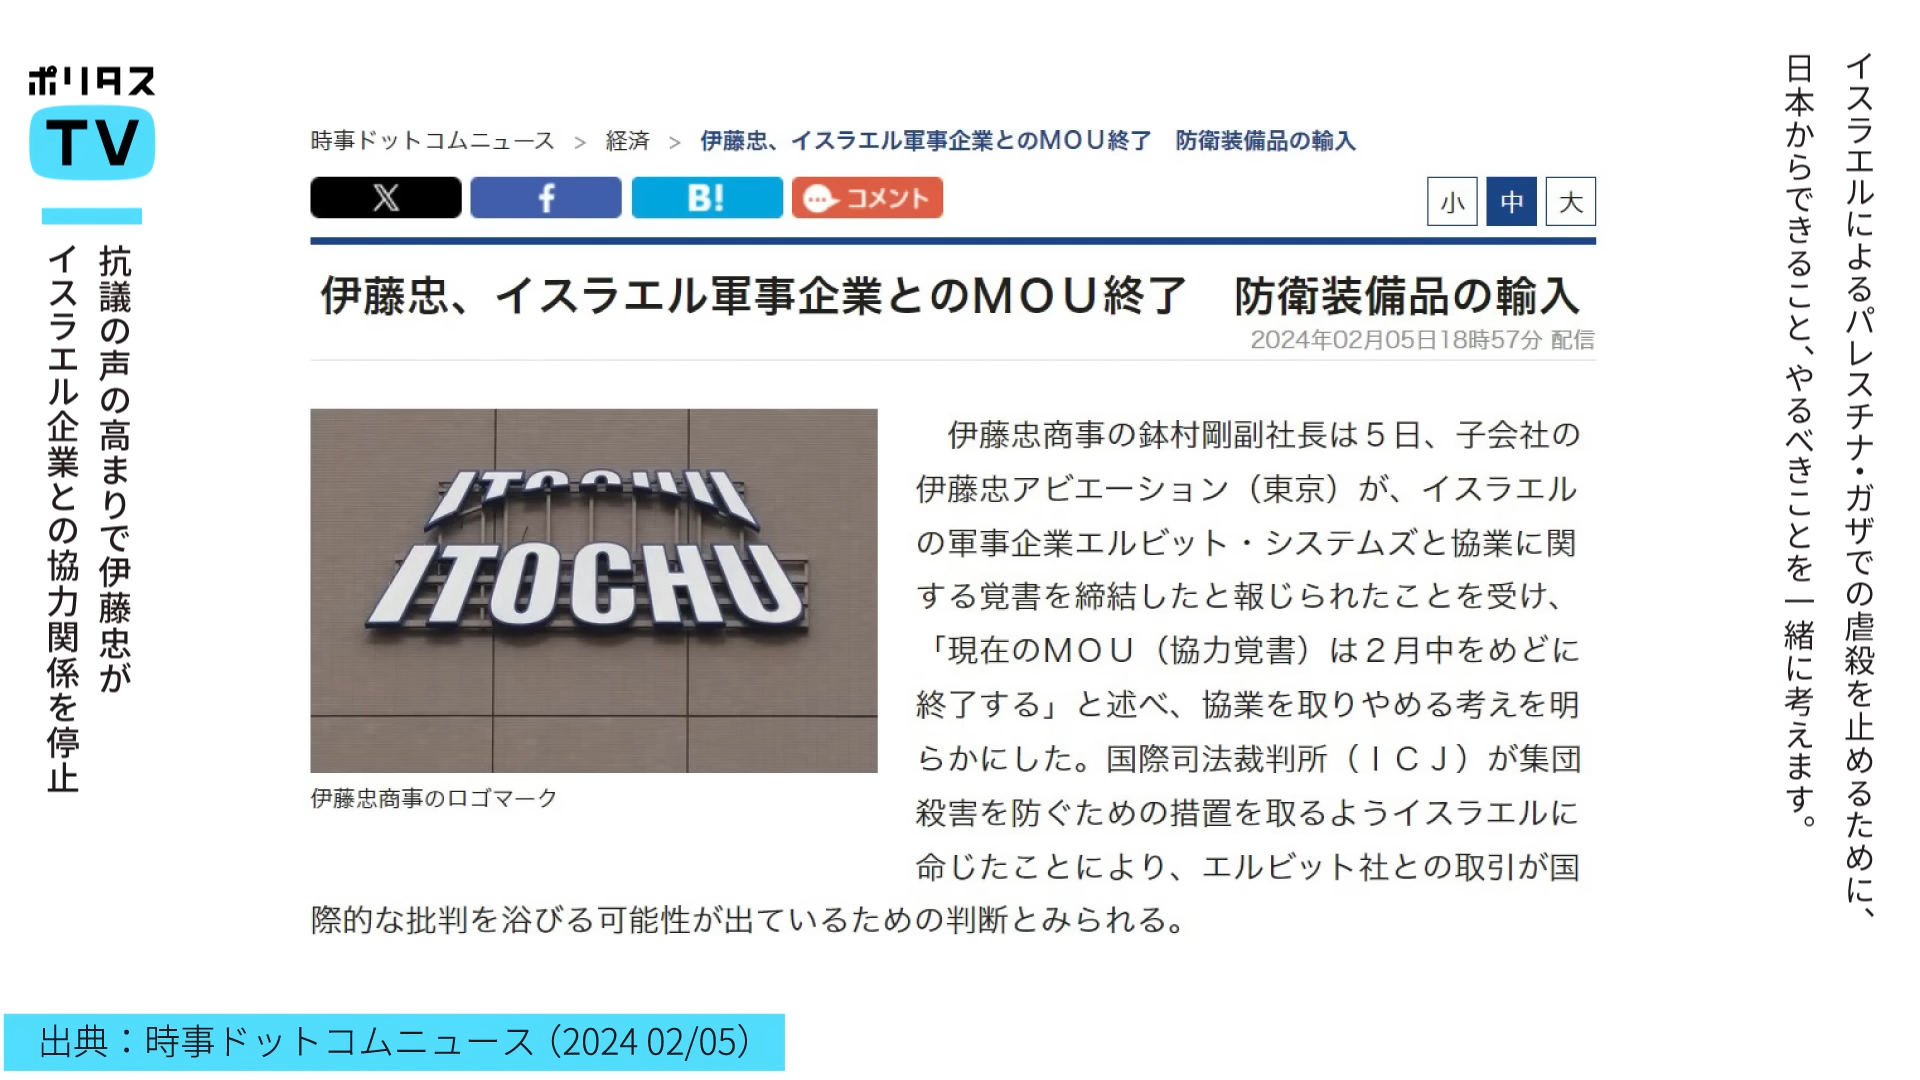 ポリタス
TV
抗議の声の高まりで伊藤忠が
イスラエル企業との協力関係を停止
時事ドットコムニュース > 経済 > 伊藤忠、イスラエル軍事企業とのＭＯＵ終了　防衛装備品の輸入
X f B! コメント
小 中 大
伊藤忠、イスラエル軍事企業とのＭＯＵ終了　防衛装備品の輸入
2024年02月05日18時57分 配信
ITOCHU
ITOCHU
伊藤忠商事のロゴマーク
伊藤忠商事の鉢村剛副社長は５日、子会社の
伊藤忠アビエーション（東京）が、イスラエル
の軍事企業エルビット・システムズと協業に関
する覚書を締結したと報じられたことを受け、
「現在のＭＯＵ（協力覚書）は２月中をめどに
終了する」と述べ、協業を取りやめる考えを明
らかにした。国際司法裁判所（ＩＣＪ）が集団
殺害を防ぐための措置を取るようイスラエルに
命じたことにより、エルビット社との取引が国
際的な批判を浴びる可能性が出ているための判断とみられる。
イスラエルによるパレスチナ・ガザでの虐殺を止めるために、
日本からできること、やるべきことを一緒に考えます。
出典：時事ドットコムニュース（2024 02/05）